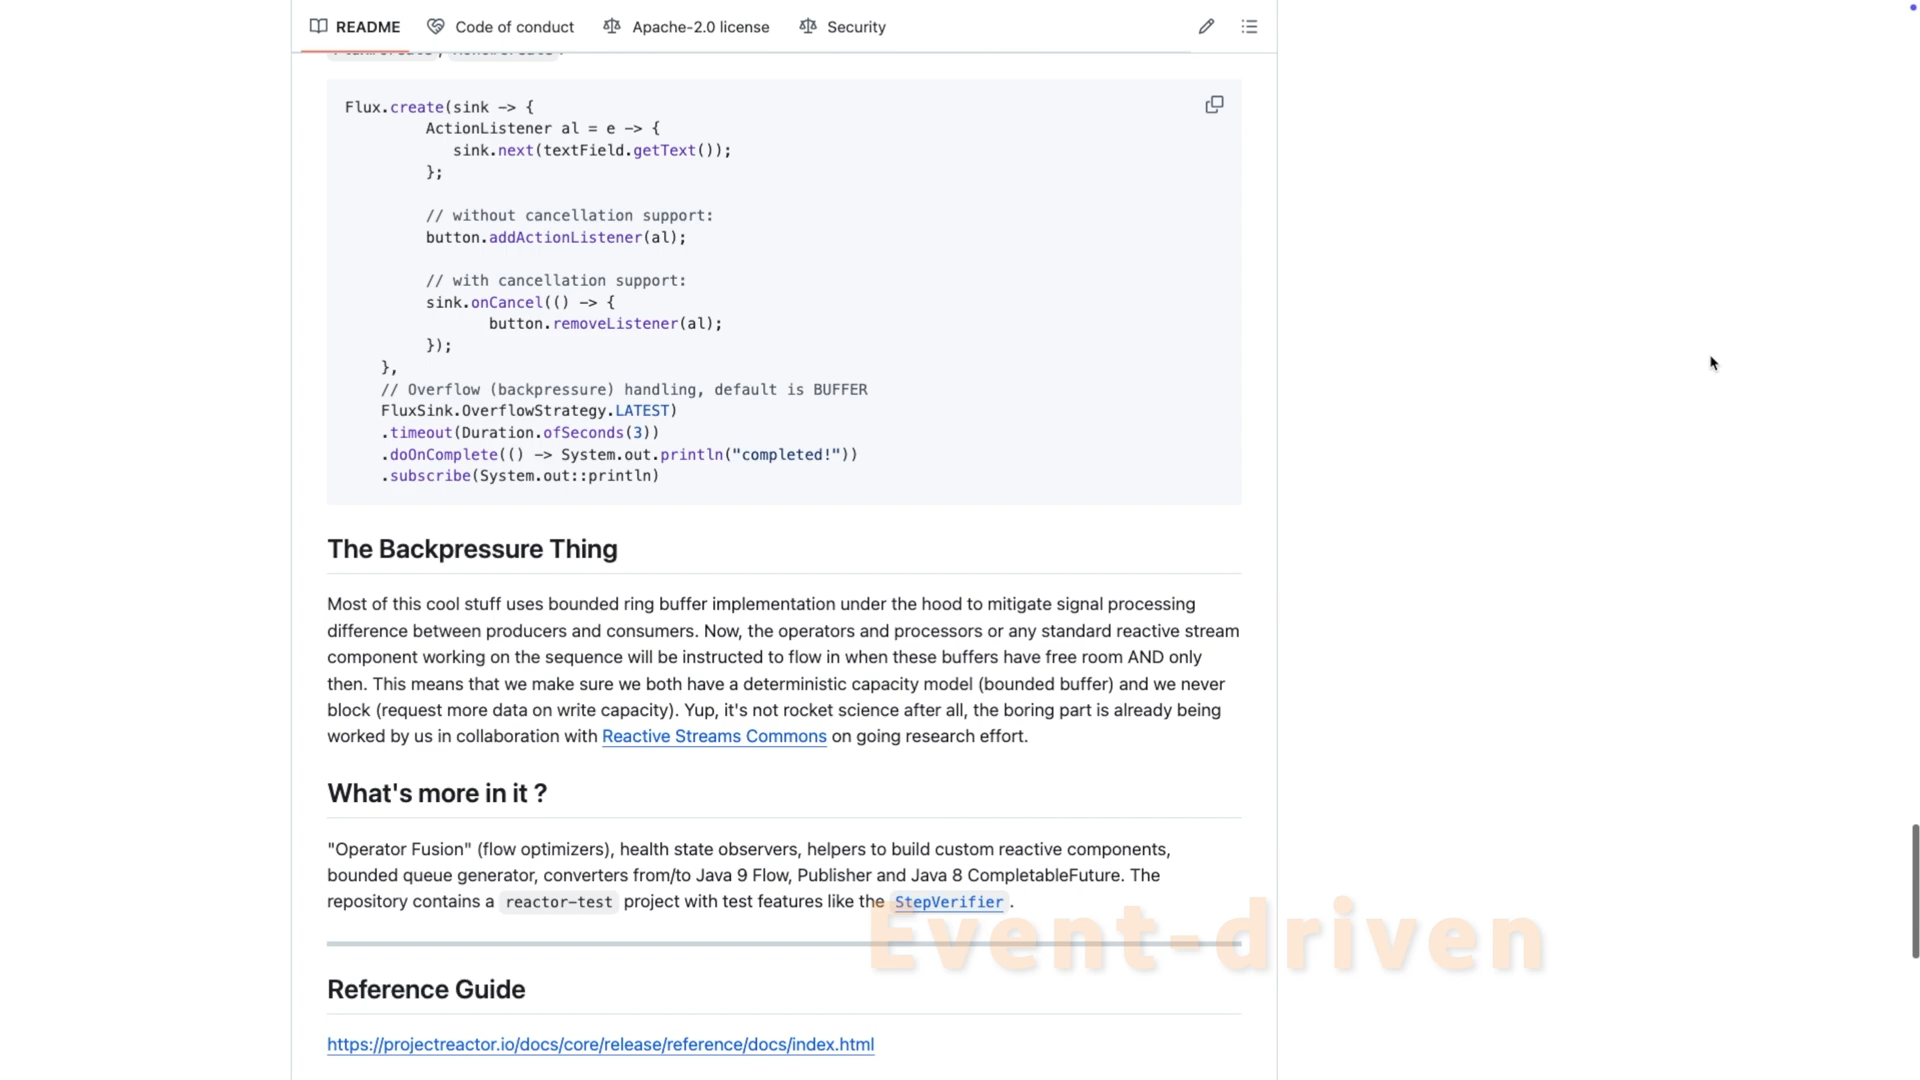 README
Code of conduct
Apache-2.0 license
Security
Flux.create(sink -> {
         ActionListener al = e -> {
            sink.next(textField.getText());
         };

         // without cancellation support:
         button.addActionListener(al);

         // with cancellation support:
         sink.onCancel(() -> {
                button.removeListener(al);
         });
    },
    // Overflow (backpressure) handling, default is BUFFER
    FluxSink.OverflowStrategy.LATEST)
    .timeout(Duration.ofSeconds(3))
    .doOnComplete(() -> System.out.println("completed!"))
    .subscribe(System.out::println)
The Backpressure Thing
Most of this cool stuff uses bounded ring buffer implementation under the hood to mitigate signal processing
difference between producers and consumers. Now, the operators and processors or any standard reactive stream
component working on the sequence will be instructed to flow in when these buffers have free room AND only
then. This means that we make sure we both have a deterministic capacity model (bounded buffer) and we never
block (request more data on write capacity). Yup, it's not rocket science after all, the boring part is already being
worked by us in collaboration with Reactive Streams Commons on going research effort.
What's more in it ?
"Operator Fusion" (flow optimizers), health state observers, helpers to build custom reactive components,
bounded queue generator, converters from/to Java 9 Flow, Publisher and Java 8 CompletableFuture. The
repository contains a reactor-test project with test features like the StepVerifier.
Event-driven
Reference Guide
https://projectreactor.io/docs/core/release/reference/docs/index.html